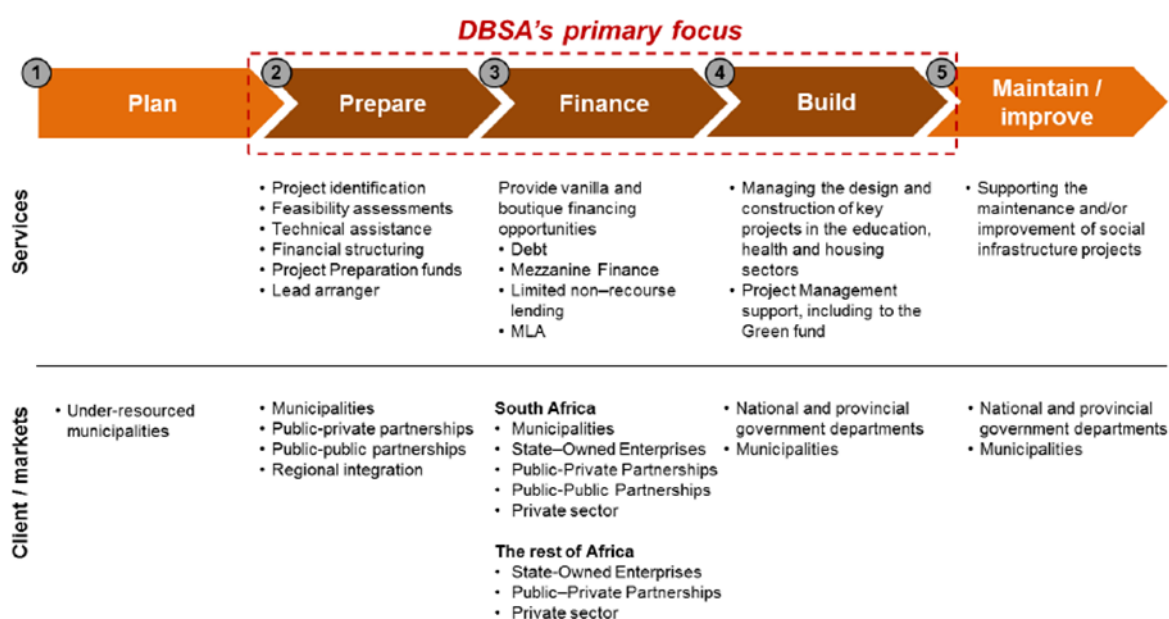 DBSA's primary focus
1
Plan
2
Prepare
3
Finance
4
Build
5
Maintain /
improve
Services
• Project identification
• Feasibility assessments
• Technical assistance
• Financial structuring
• Project Preparation funds
• Lead arranger
Provide vanilla and
boutique financing
opportunities
• Debt
• Mezzanine Finance
• Limited non–recourse
lending
• MLA
• Managing the design and
construction of key
projects in the education,
health and housing
sectors
• Project Management
support, including to the
Green fund
• Supporting the
maintenance and/or
improvement of social
infrastructure projects
Client / markets
• Under-resourced
municipalities
• Municipalities
• Public-private partnerships
• Public-public partnerships
• Regional integration
South Africa
• Municipalities
• State–Owned Enterprises
• Public-Private Partnerships
• Public-Public Partnerships
• Private sector
The rest of Africa
• State-Owned Enterprises
• Public–Private Partnerships
• Private sector
• National and provincial
government departments
• Municipalities
• National and provincial
government departments
• Municipalities